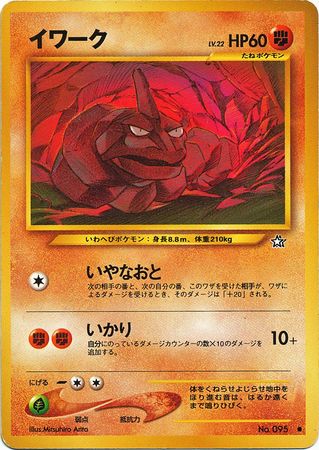 イワーク
LV.22 HP60
たねポケモン
いわへびポケモン：身長8.8m、体重210kg
いやなおと
次の相手の番と、次の自分の番、このワザを受けた相手が、ワザに
よるダメージを受けるとき、そのダメージは「＋20」される。
いかり 10＋
自分にのっているダメージカウンターの数×10のダメージを
追加する。
にげる
弱点 抵抗力
体をくねらせよじらせ地中を
ほり進む音は、はるか遠く
まで鳴りひびく。
illus.Mitsuhiro Arita
No.095